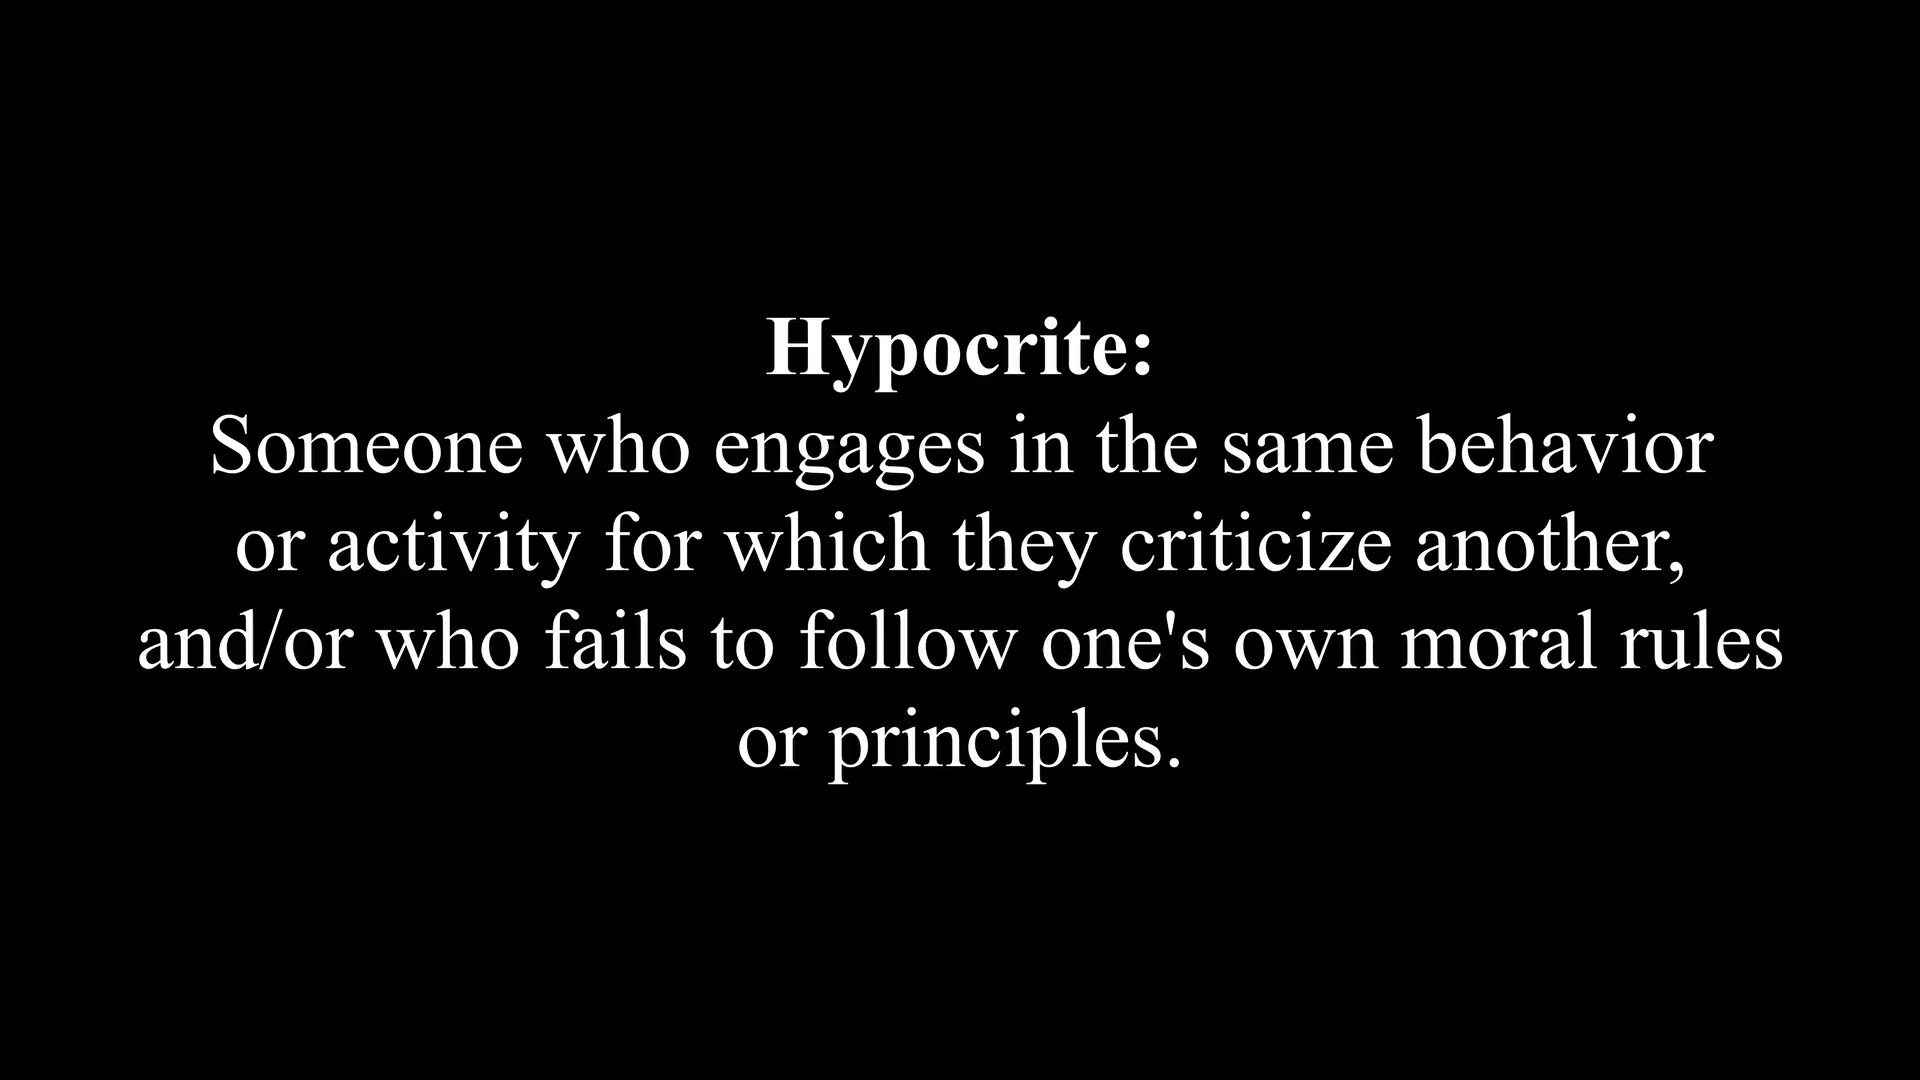 Hypocrite:
Someone who engages in the same behavior
or activity for which they criticize another,
and/or who fails to follow one's own moral rules
or principles.